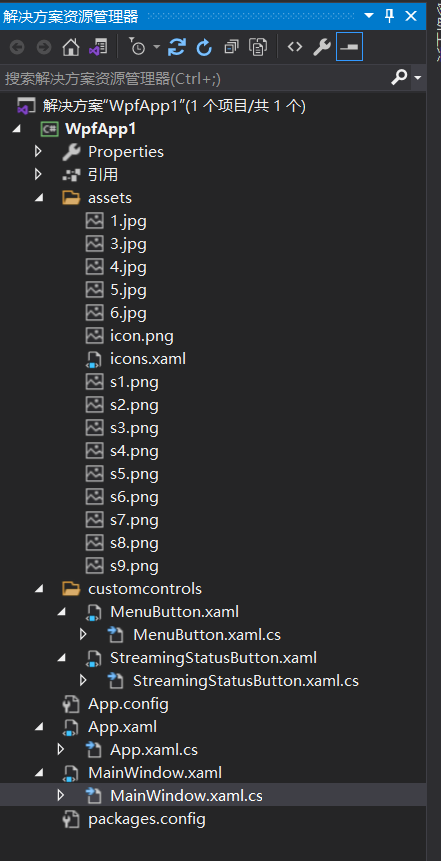 解决方案资源管理器
搜索解决方案资源管理器(Ctrl+;)
解决方案"WpfApp1"(1 个项目/共 1 个)
WpfApp1
Properties
引用
assets
1.jpg
3.jpg
4.jpg
5.jpg
6.jpg
icon.png
icons.xaml
s1.png
s2.png
s3.png
s4.png
s5.png
s6.png
s7.png
s8.png
s9.png
customcontrols
MenuButton.xaml
MenuButton.xaml.cs
StreamingStatusButton.xaml
StreamingStatusButton.xaml.cs
App.config
App.xaml
App.xaml.cs
MainWindow.xaml
MainWindow.xaml.cs
packages.config